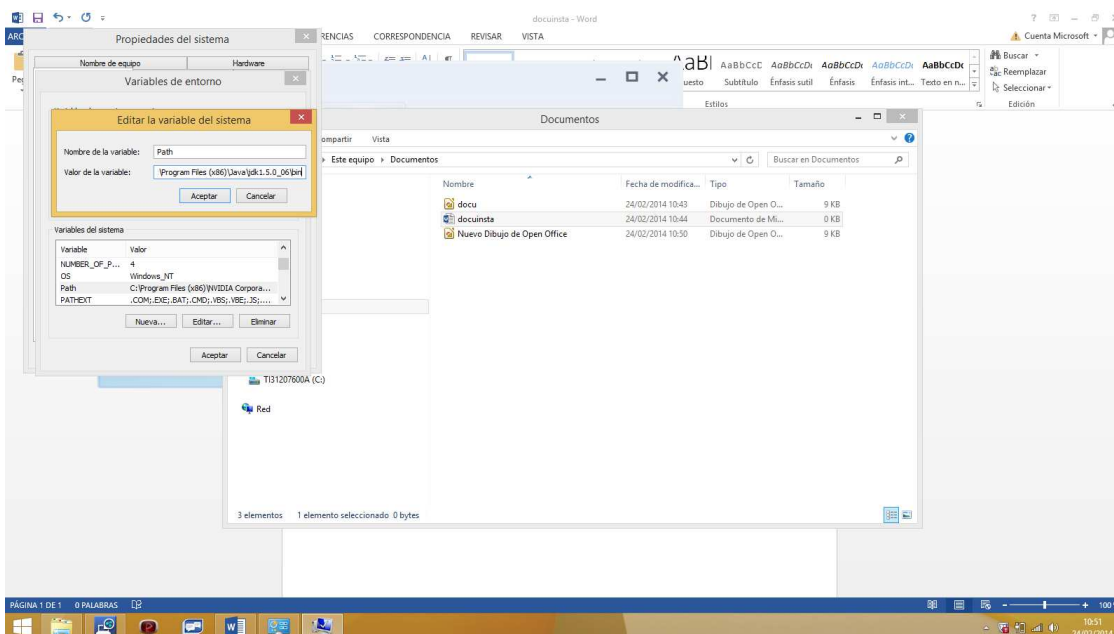 docuinsta - Word
RENCIAS CORRESPONDENCIA REVISAR VISTA
Cuenta Microsoft
Propiedades del sistema
Nombre de equipo Hardware
Variables de entorno
Editar la variable del sistema
Nombre de la variable: Path
Valor de la variable: \Program Files (x86)\Java\jdk1.5.0_06\bin
Aceptar Cancelar
Variables del sistema
Variable Valor
NUMBER_OF_P... 4
OS Windows_NT
Path C:\Program Files (x86)\NVIDIA Corpora...
PATHEXT .COM;.EXE;.BAT;.CMD;.VBS;.VBE;.JS;....
Nueva... Editar... Eliminar
Aceptar Cancelar
AaBbCcD AaBbCcDc AaBbCcDc AaBbCcDc AaBbCcDc
uesto Subtítulo Énfasis sutil Énfasis Énfasis int... Texto en n...
Estilos
Buscar
Reemplazar
Seleccionar
Edición
Documentos
ompartir Vista
Este equipo Documentos
Buscar en Documentos
Nombre Fecha de modifica... Tipo Tamaño
docu 24/02/2014 10:43 Dibujo de Open O... 9 KB
docuinsta 24/02/2014 10:44 Documento de Mi... 0 KB
Nuevo Dibujo de Open Office 24/02/2014 10:50 Dibujo de Open O... 9 KB
TI31207600A (C:)
Red
3 elementos 1 elemento seleccionado 0 bytes
PÁGINA 1 DE 1 0 PALABRAS
100
10:51
24/02/2014